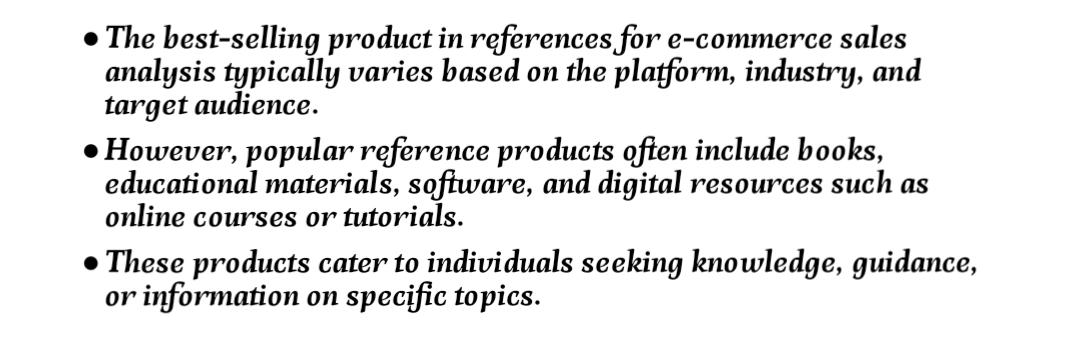 • The best-selling product in references for e-commerce sales
analysis typically varies based on the platform, industry, and
target audience.
• However, popular reference products often include books,
educational materials, software, and digital resources such as
online courses or tutorials.
• These products cater to individuals seeking knowledge, guidance,
or information on specific topics.